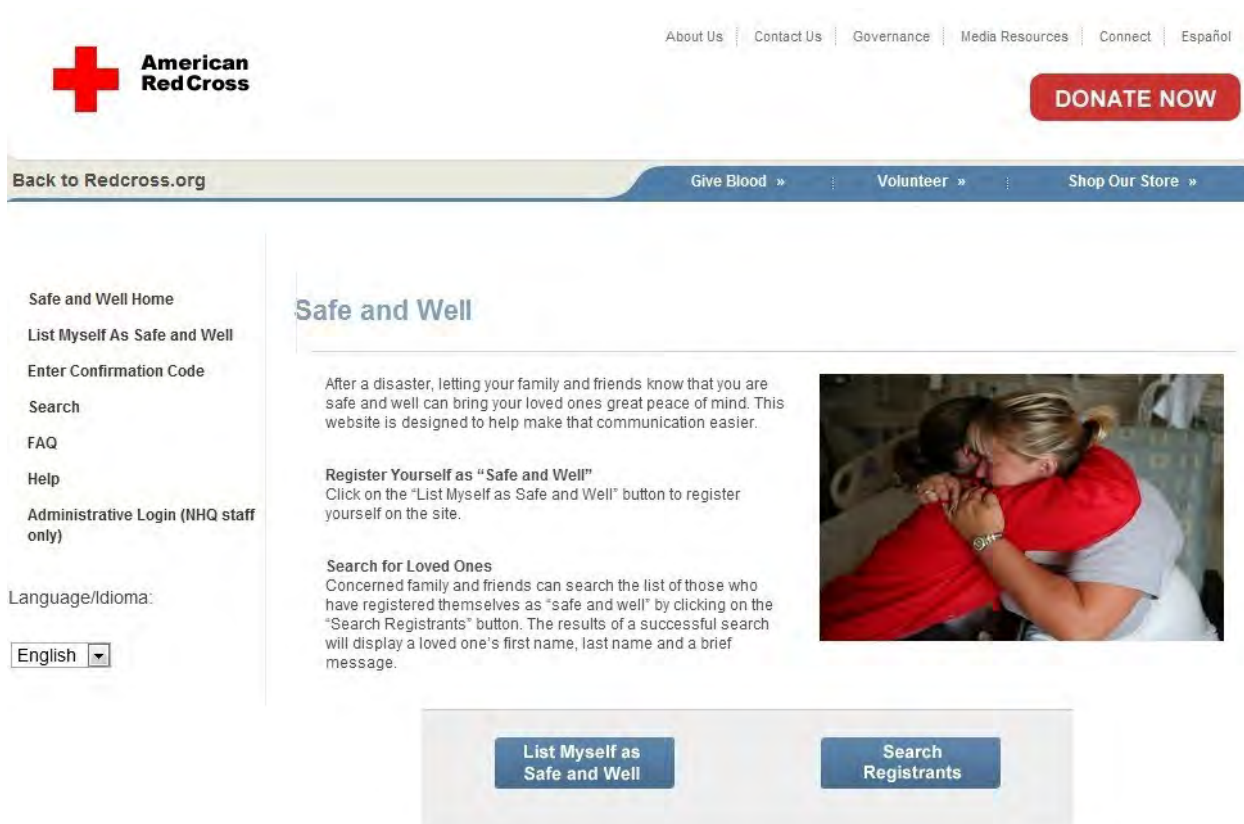 American
Red Cross
About Us
Contact Us
Governance
Media Resources
Connect
Español
DONATE NOW
Back to Redcross.org
Give Blood »
Volunteer »
Shop Our Store »
Safe and Well Home
List Myself As Safe and Well
Enter Confirmation Code
Search
FAQ
Help
Administrative Login (NHQ staff
only)
Language/Idioma:
English
Safe and Well
After a disaster, letting your family and friends know that you are
safe and well can bring your loved ones great peace of mind. This
website is designed to help make that communication easier.
Register Yourself as “Safe and Well”
Click on the “List Myself as Safe and Well” button to register
yourself on the site.
Search for Loved Ones
Concerned family and friends can search the list of those who
have registered themselves as “safe and well” by clicking on the
“Search Registrants” button. The results of a successful search
will display a loved one’s first name, last name and a brief
message.
List Myself as
Safe and Well
Search
Registrants